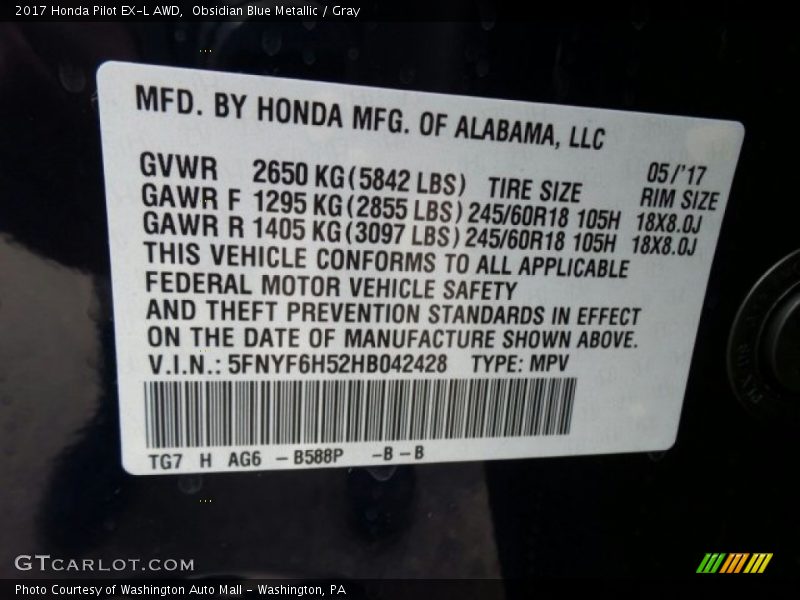 2017 Honda Pilot EX-L AWD, Obsidian Blue Metallic / Gray
MFD. BY HONDA MFG. OF ALABAMA, LLC
05/'17
GVWR 2650 KG(5842 LBS) TIRE SIZE RIM SIZE
GAWR F 1295 KG(2855 LBS) 245/60R18 105H 18X8.0J
GAWR R 1405 KG(3097 LBS) 245/60R18 105H 18X8.0J
THIS VEHICLE CONFORMS TO ALL APPLICABLE
FEDERAL MOTOR VEHICLE SAFETY
AND THEFT PREVENTION STANDARDS IN EFFECT
ON THE DATE OF MANUFACTURE SHOWN ABOVE.
V.I.N.: 5FNYF6H52HB042428 TYPE: MPV
TG7 H AG6 -B588P -B-B
GTCARLOT.COM
Photo Courtesy of Washington Auto Mall - Washington, PA